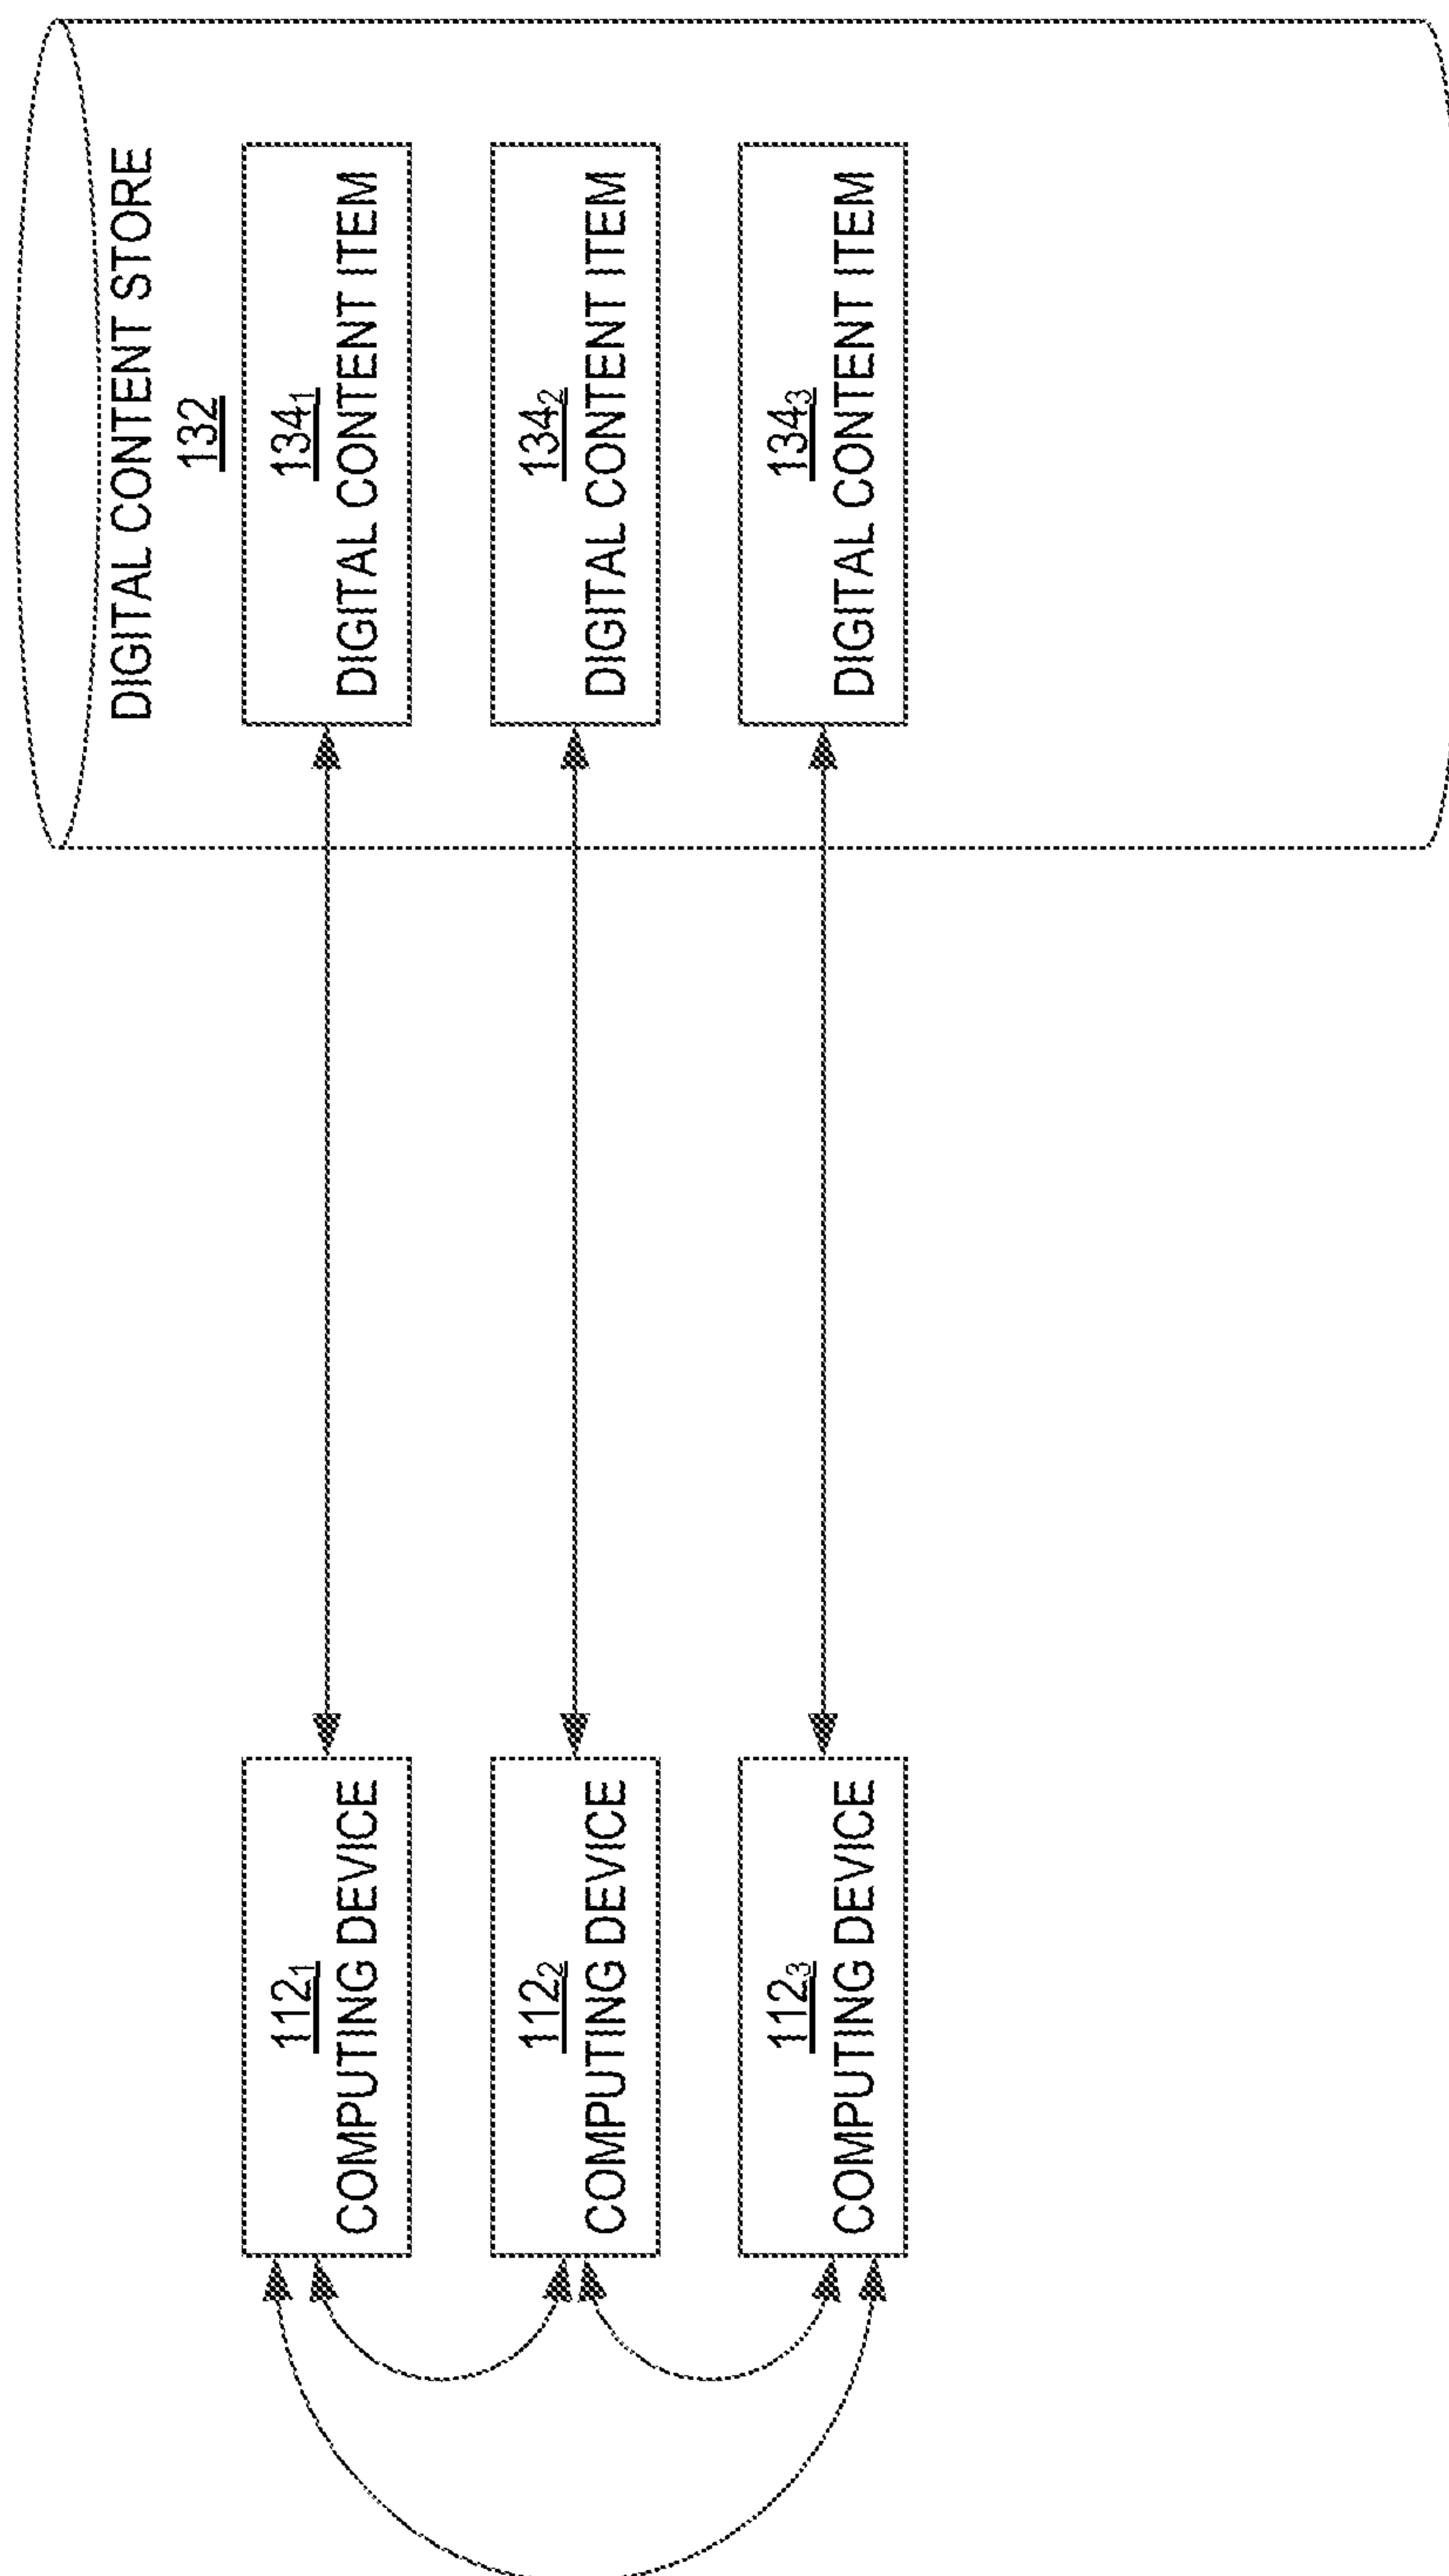 DIGITAL CONTENT STORE
132
134₁
DIGITAL CONTENT ITEM
134₂
DIGITAL CONTENT ITEM
134₃
DIGITAL CONTENT ITEM
112₁
COMPUTING DEVICE
112₂
COMPUTING DEVICE
112₃
COMPUTING DEVICE